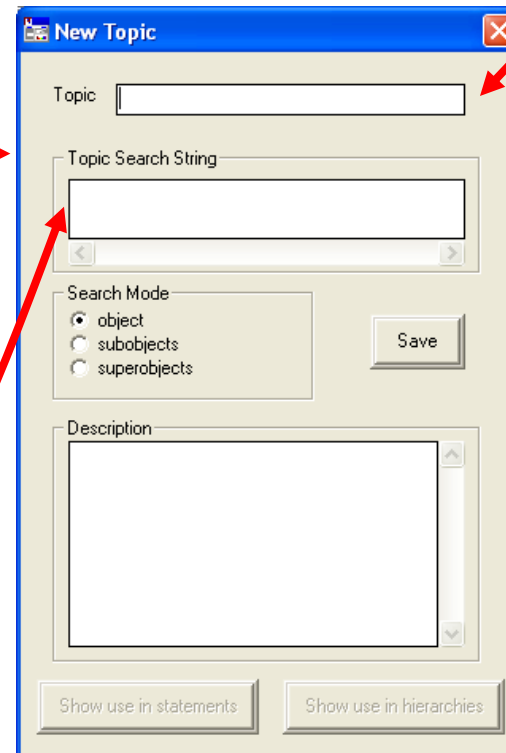 New Topic
Topic
Topic Search String
Search Mode
object
subobjects
superobjects
Save
Description
Show use in statements
Show use in hierarchies